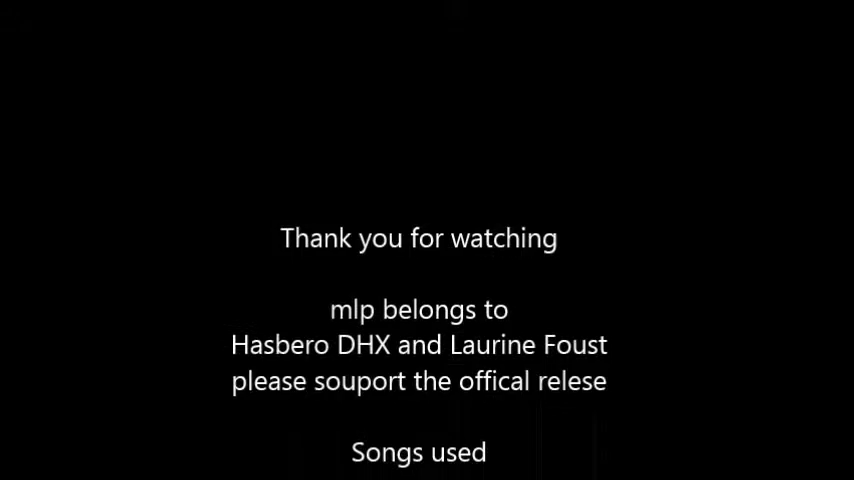 Thank you for watching
mlp belongs to
Hasbero DHX and Laurine Foust
please souport the offical relese
Songs used